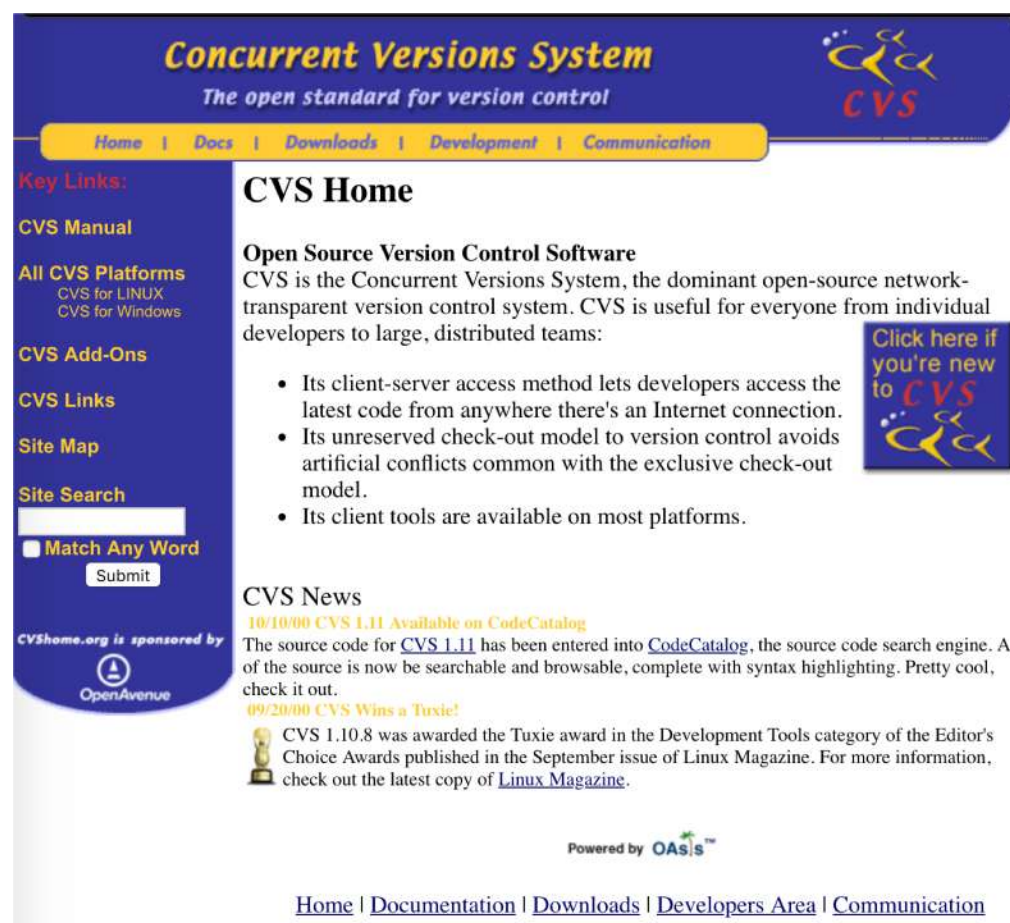 Concurrent Versions System
The open standard for version control
CVS
Home | Docs | Downloads | Development | Communication
Key Links:
CVS Manual
All CVS Platforms
CVS for LINUX
CVS for Windows
CVS Add-Ons
CVS Links
Site Map
Site Search
Match Any Word
Submit
CVShome.org is sponsored by
OpenAvenue
CVS Home
Open Source Version Control Software
CVS is the Concurrent Versions System, the dominant open-source network-
transparent version control system. CVS is useful for everyone from individual
developers to large, distributed teams:
Click here if
you're new
to CVS
• Its client-server access method lets developers access the
latest code from anywhere there's an Internet connection.
• Its unreserved check-out model to version control avoids
artificial conflicts common with the exclusive check-out
model.
• Its client tools are available on most platforms.
CVS News
10/10/00 CVS 1.11 Available on CodeCatalog
The source code for CVS 1.11 has been entered into CodeCatalog, the source code search engine. A
of the source is now be searchable and browsable, complete with syntax highlighting. Pretty cool,
check it out.
09/20/00 CVS Wins a Tuxie!
CVS 1.10.8 was awarded the Tuxie award in the Development Tools category of the Editor's
Choice Awards published in the September issue of Linux Magazine. For more information,
check out the latest copy of Linux Magazine.
Powered by OAsis™
Home | Documentation | Downloads | Developers Area | Communication